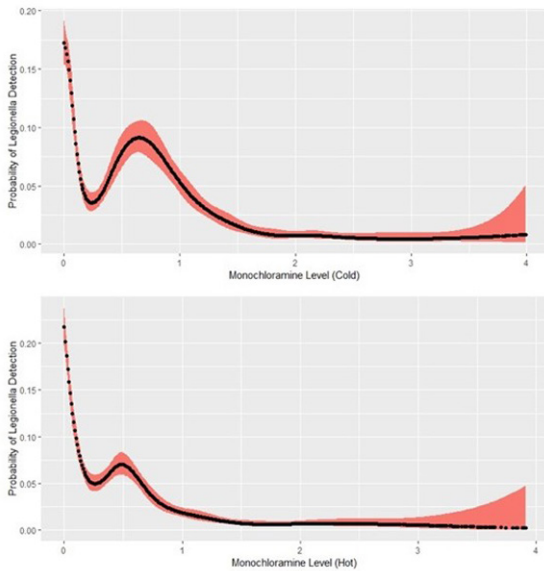 Probability of Legionella Detection
0.20
0.15
0.10
0.05
0.00
0 1 2 3 4
Monochloramine Level (Cold)
Probability of Legionella Detection
0.20
0.15
0.10
0.05
0.00
0 1 2 3 4
Monochloramine Level (Hot)